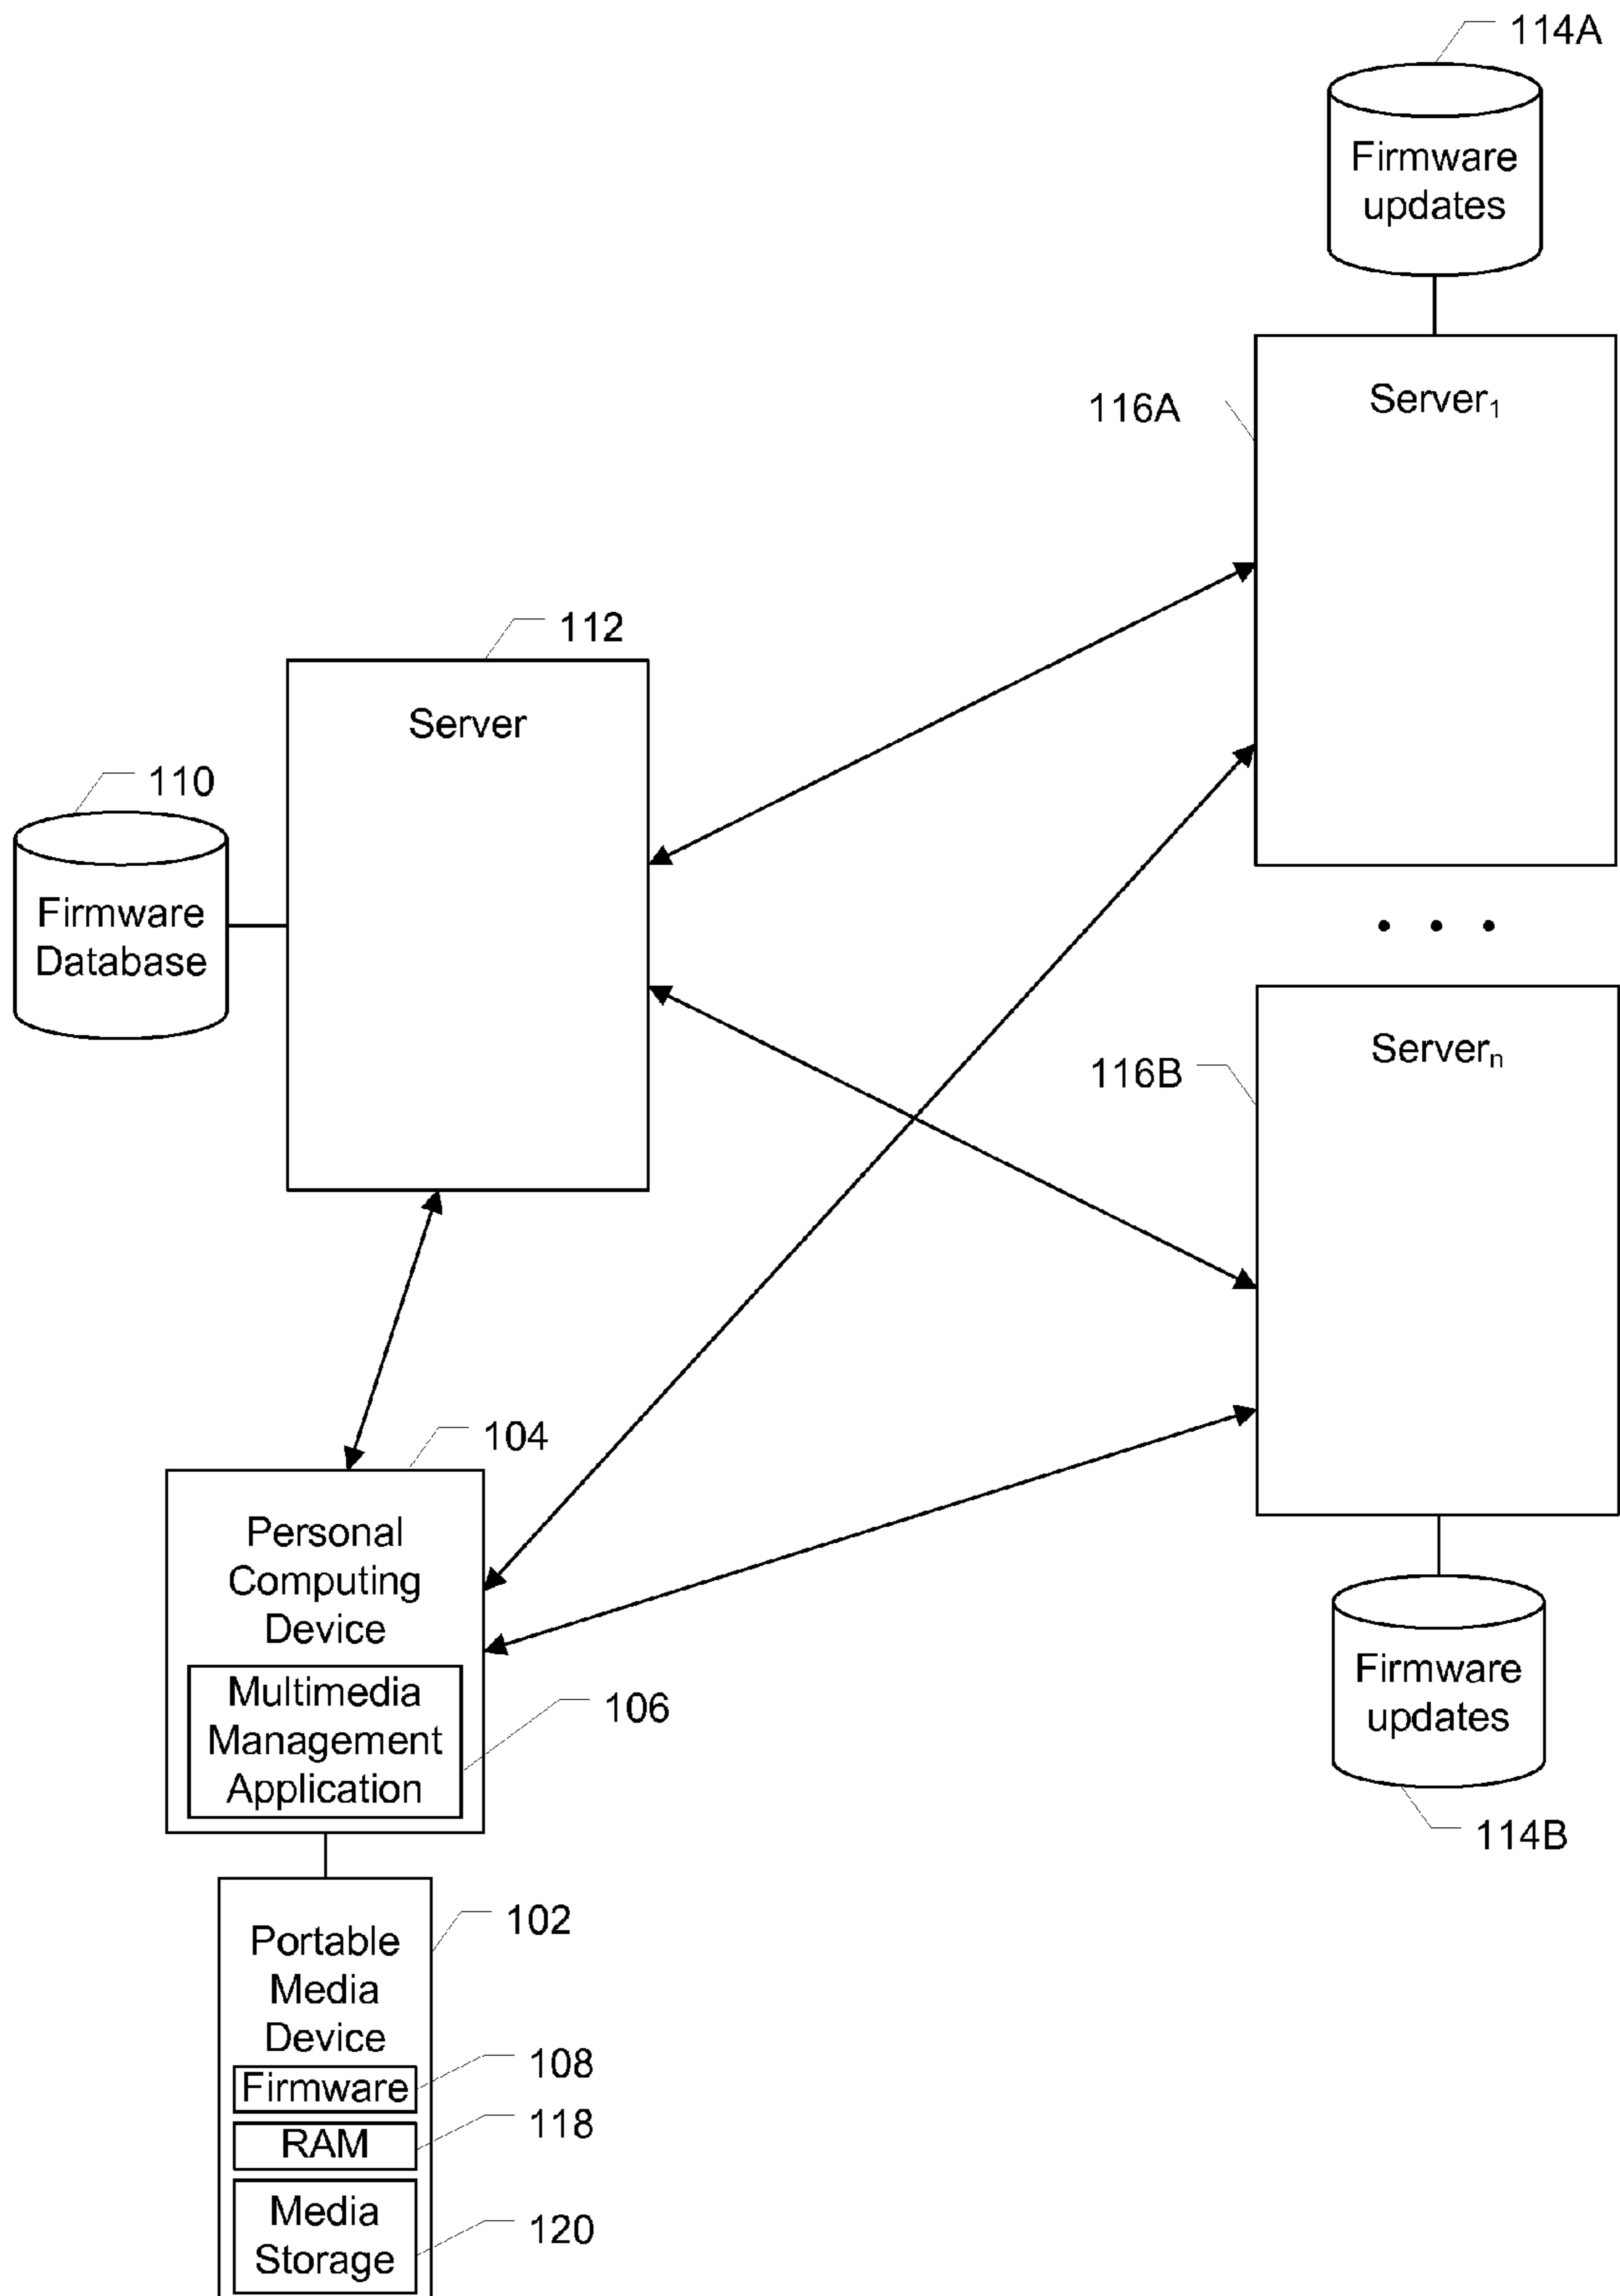 114A
Firmware
updates
116A
Server₁
112
Server
110
Firmware
Database
116B
Serverₙ
104
Personal
Computing
Device
Multimedia
Management
Application
106
Firmware
updates
114B
102
Portable
Media
Device
108
Firmware
118
RAM
Media
Storage
120